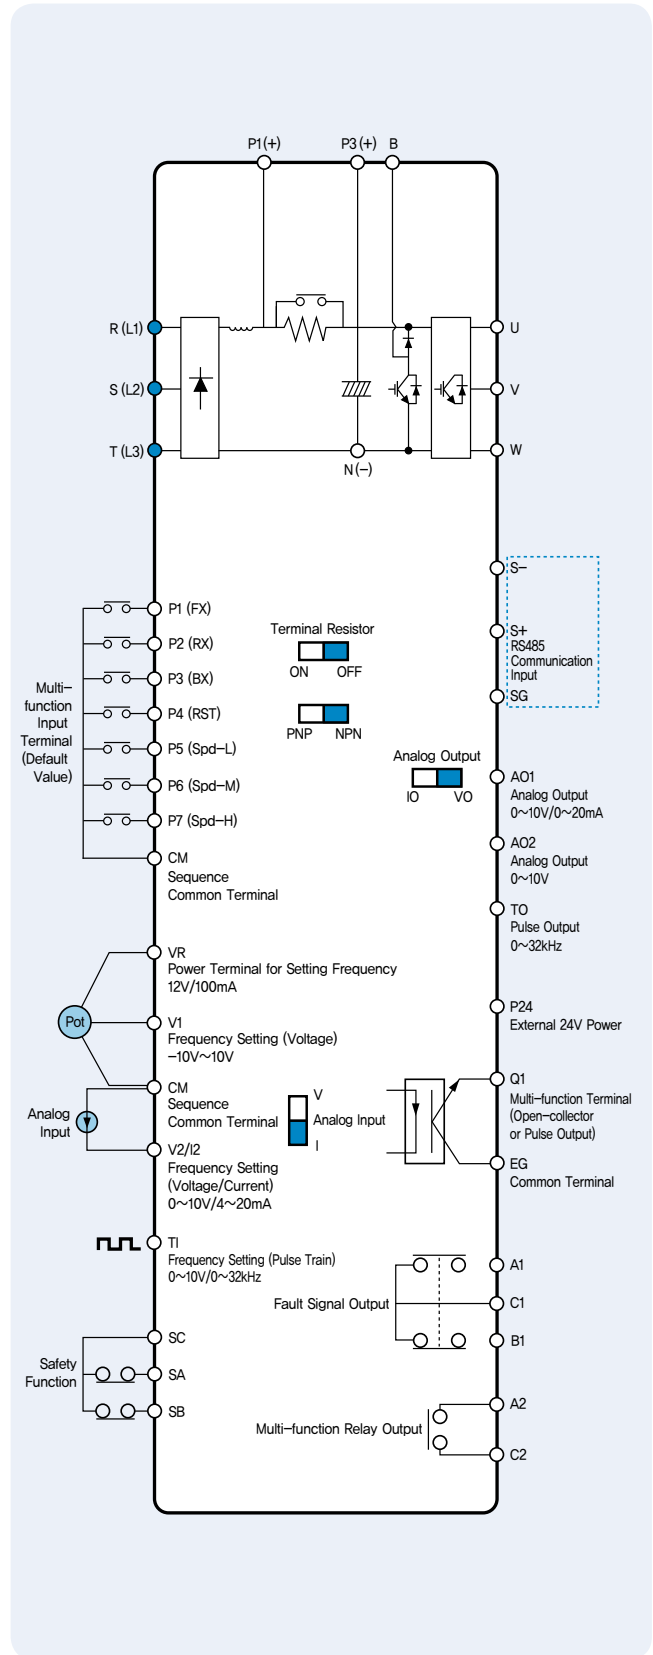 P1(+)
P3(+)
B
R (L1)
S (L2)
T (L3)
U
V
W
N(−)
S−
S+
RS485
Communication
Input
SG
Multi−
function
Input
Terminal
(Default
Value)
P1 (FX)
P2 (RX)
P3 (BX)
P4 (RST)
P5 (Spd−L)
P6 (Spd−M)
P7 (Spd−H)
CM
Sequence
Common Terminal
Terminal Resistor
ON OFF
PNP NPN
Analog Output
IO VO
AO1
Analog Output
0~10V/0~20mA
AO2
Analog Output
0~10V
TO
Pulse Output
0~32kHz
Pot
VR
Power Terminal for Setting Frequency
12V/100mA
V1
Frequency Setting (Voltage)
−10V~10V
CM
Sequence
Common Terminal
Analog
Input
V2/I2
Frequency Setting
(Voltage/Current)
0~10V/4~20mA
V
Analog Input
I
P24
External 24V Power
Q1
Multi−function Terminal
(Open−collector
or Pulse Output)
EG
Common Terminal
TI
Frequency Setting (Pulse Train)
0~10V/0~32kHz
Fault Signal Output
A1
C1
B1
Safety
Function
SC
SA
SB
Multi−function Relay Output
A2
C2